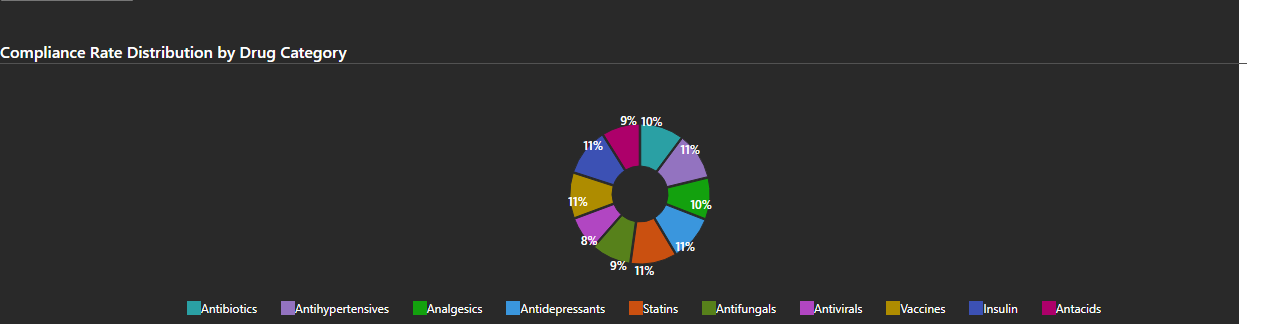 Compliance Rate Distribution by Drug Category
9% 10%
11% 11%
11% 10%
8% 11%
9% 11%
Antibiotics Antihypertensives Analgesics Antidepressants Statins Antifungals Antivirals Vaccines Insulin Antacids